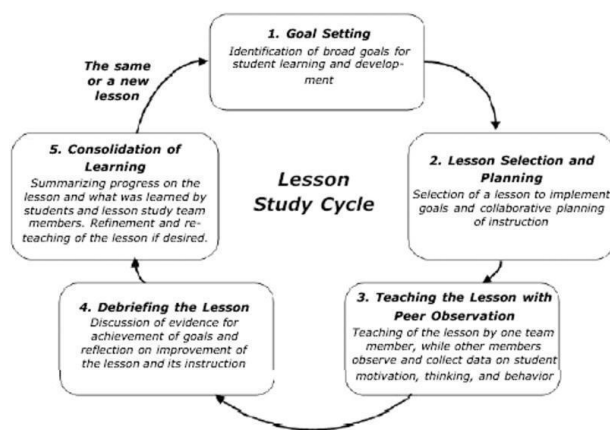 1. Goal Setting
Identification of broad goals for
student learning and develop-
ment
The same
or a new
lesson
2. Lesson Selection and
Planning
Selection of a lesson to implement
goals and collaborative planning
of instruction
Lesson
Study Cycle
5. Consolidation of
Learning
Summarizing progress on the
lesson and what was learned by
students and lesson study team
members. Refinement and re-
teaching of the lesson if desired.
3. Teaching the Lesson with
Peer Observation
Teaching of the lesson by one team
member, while other members
observe and collect data on student
motivation, thinking, and behavior
4. Debriefing the Lesson
Discussion of evidence for
achievement of goals and
reflection on improvement of
the lesson and its instruction